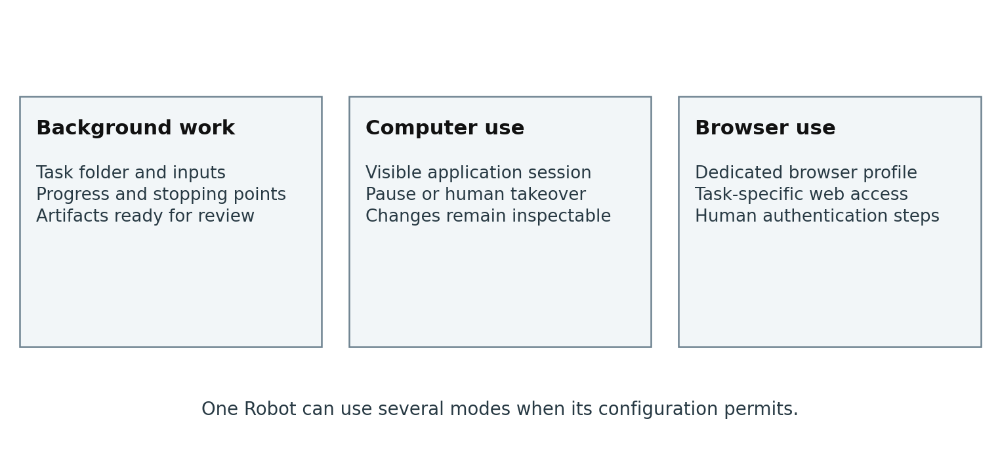 Background work
Task folder and inputs
Progress and stopping points
Artifacts ready for review
Computer use
Visible application session
Pause or human takeover
Changes remain inspectable
Browser use
Dedicated browser profile
Task-specific web access
Human authentication steps
One Robot can use several modes when its configuration permits.